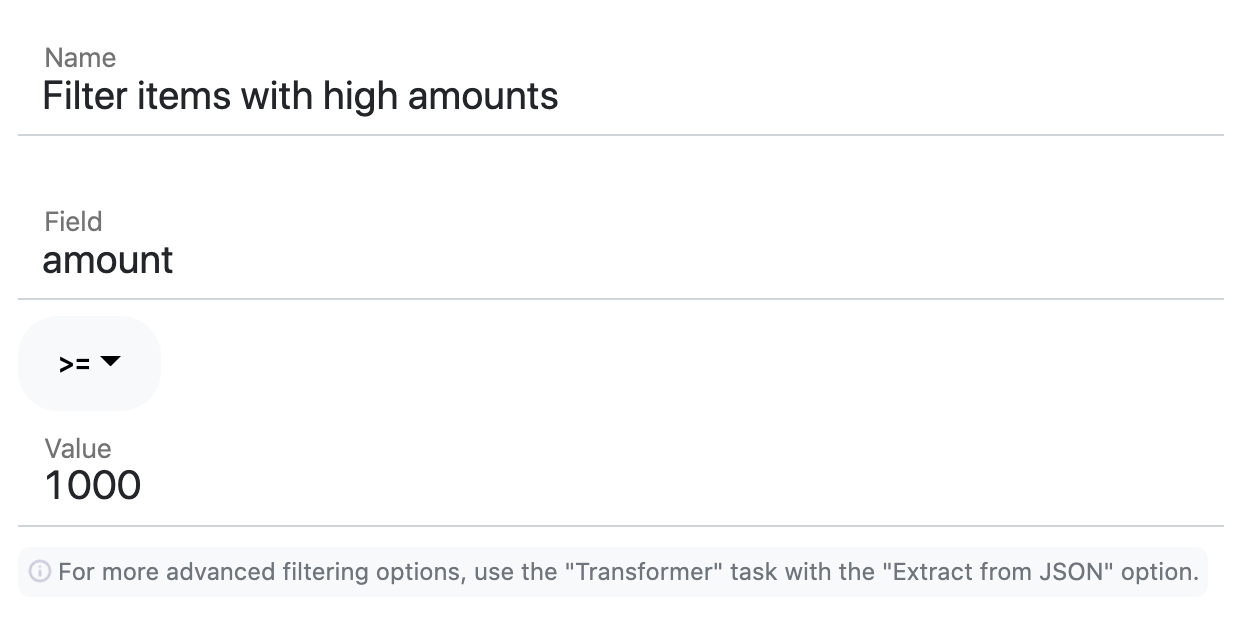 Name
Filter items with high amounts
Field
amount
>=
Value
1000
For more advanced filtering options, use the "Transformer" task with the "Extract from JSON" option.